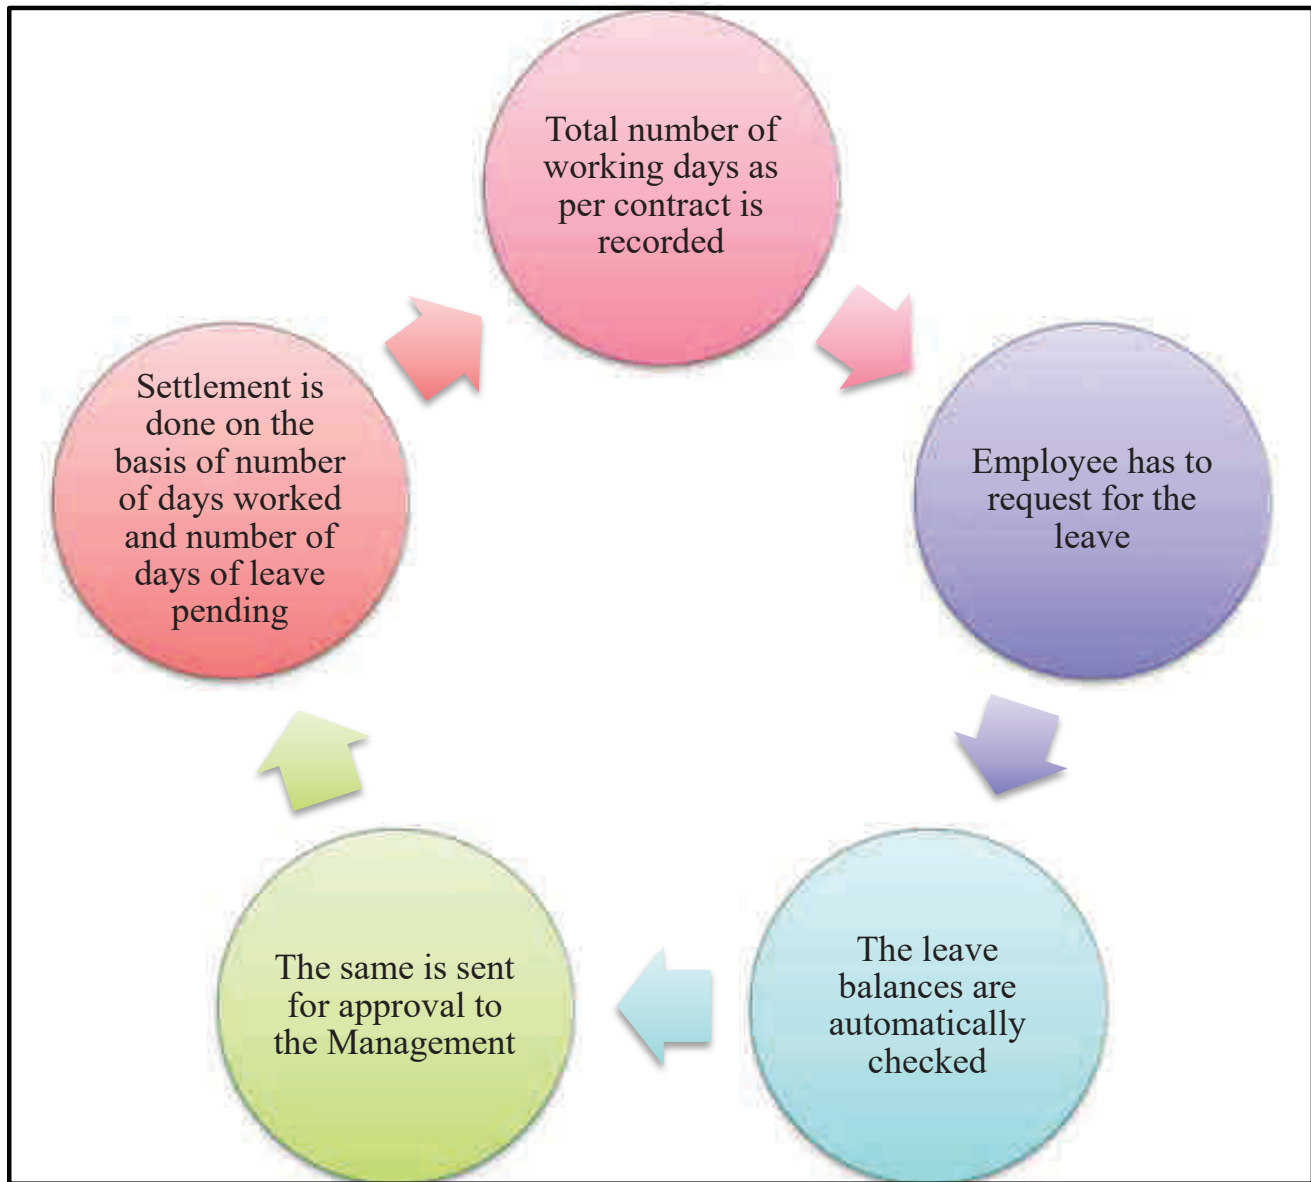 Total number of
working days as
per contract is
recorded
Employee has to
request for the
leave
The leave
balances are
automatically
checked
The same is sent
for approval to
the Management
Settlement is
done on the
basis of number
of days worked
and number of
days of leave
pending